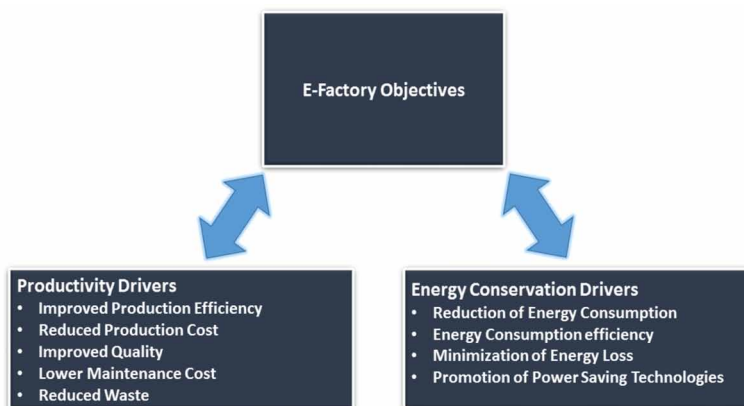 E-Factory Objectives
Productivity Drivers
• Improved Production Efficiency
• Reduced Production Cost
• Improved Quality
• Lower Maintenance Cost
• Reduced Waste
Energy Conservation Drivers
• Reduction of Energy Consumption
• Energy Consumption efficiency
• Minimization of Energy Loss
• Promotion of Power Saving Technologies